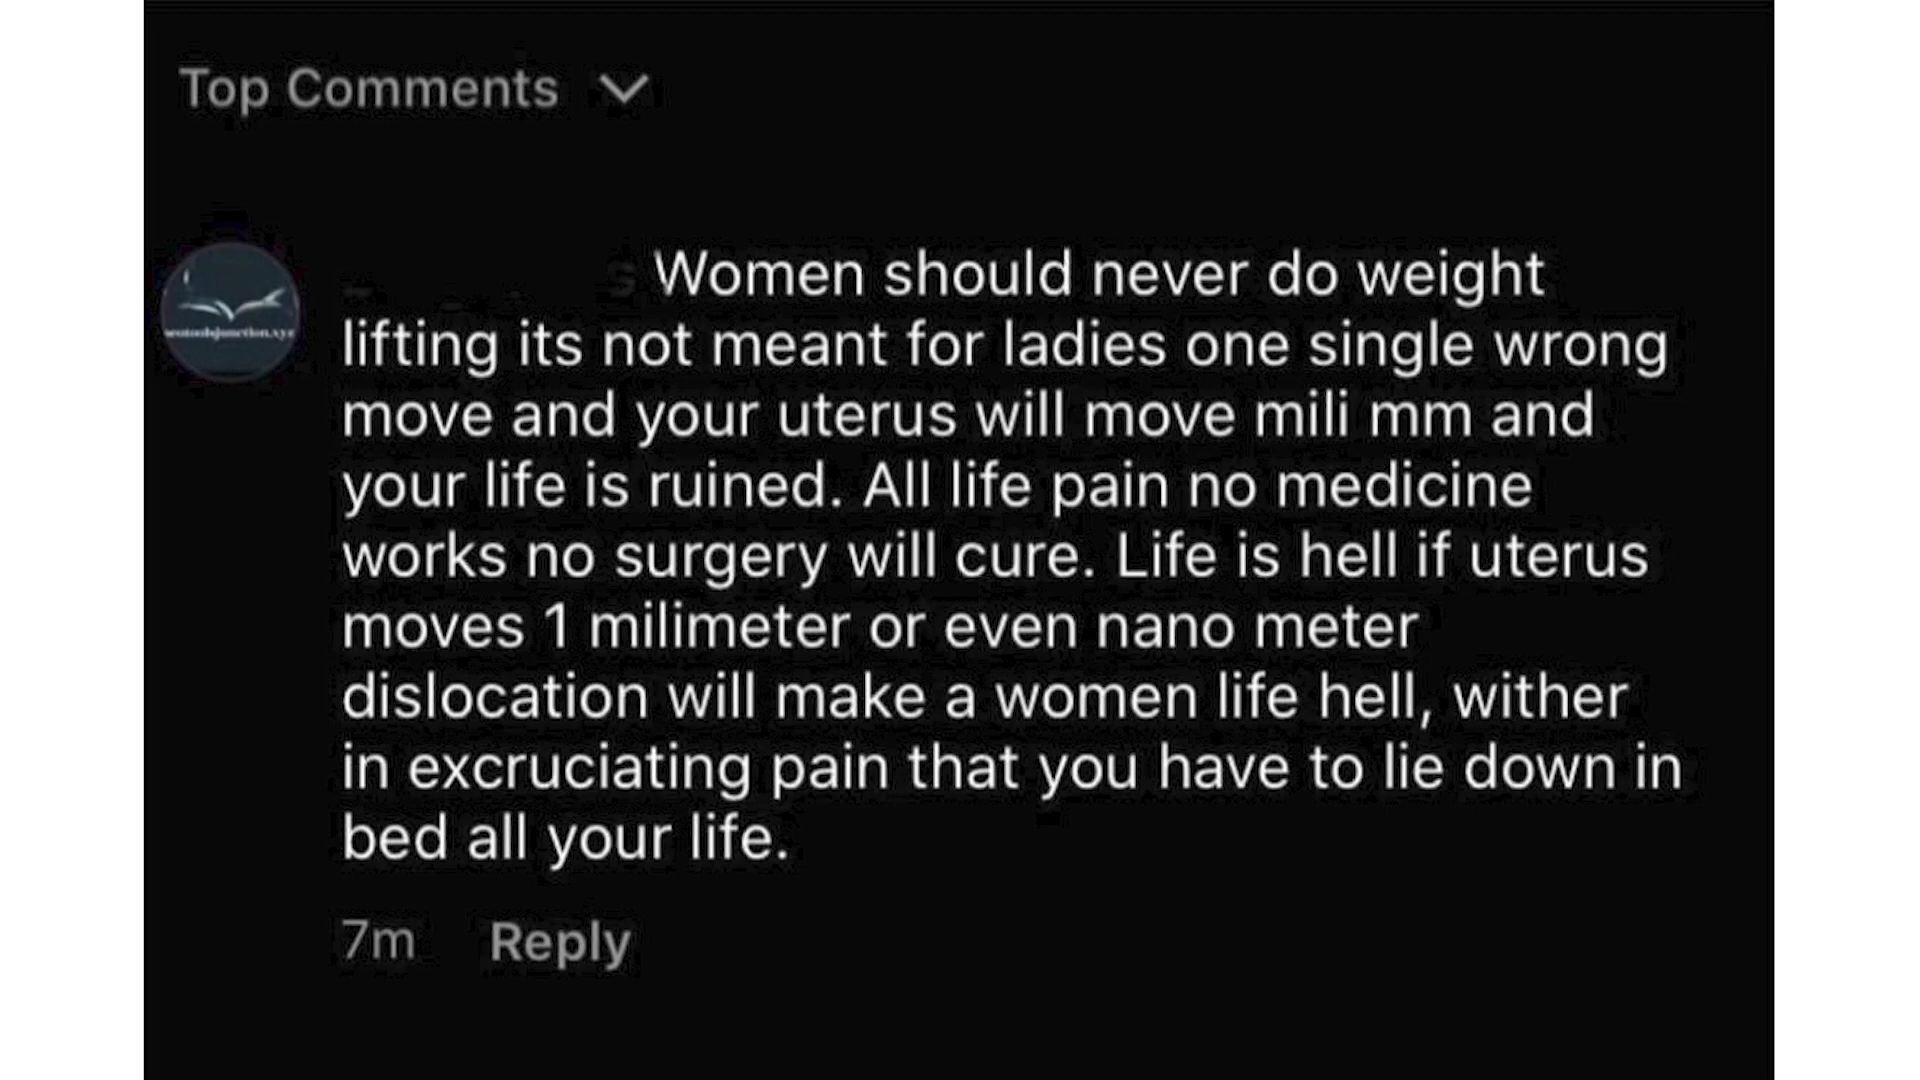 Top Comments
Women should never do weight
lifting its not meant for ladies one single wrong
move and your uterus will move mili mm and
your life is ruined. All life pain no medicine
works no surgery will cure. Life is hell if uterus
moves 1 milimeter or even nano meter
dislocation will make a women life hell, wither
in excruciating pain that you have to lie down in
bed all your life.
7m Reply